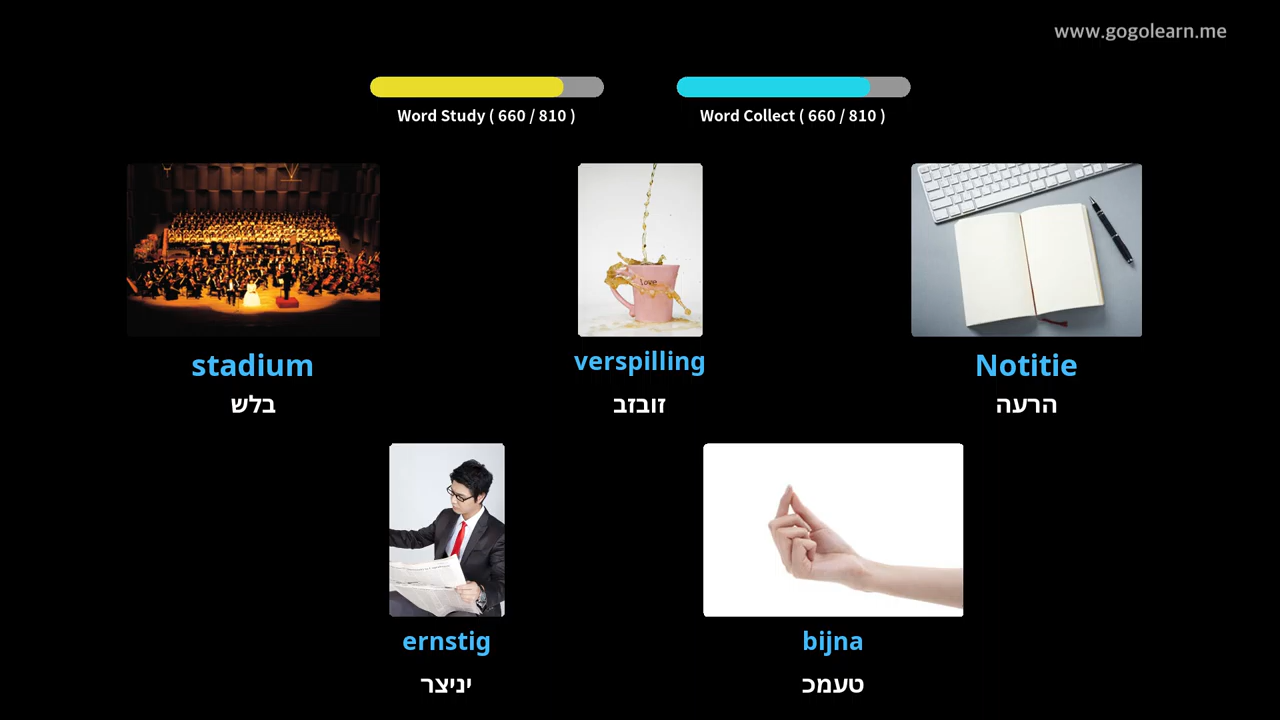 www.gogolearn.me
Word Study ( 660 / 810 )
Word Collect ( 660 / 810 )
stadium
בלש
verspilling
זובזב
Notitie
הרעה
ernstig
יניצר
bijna
טעמכ
love